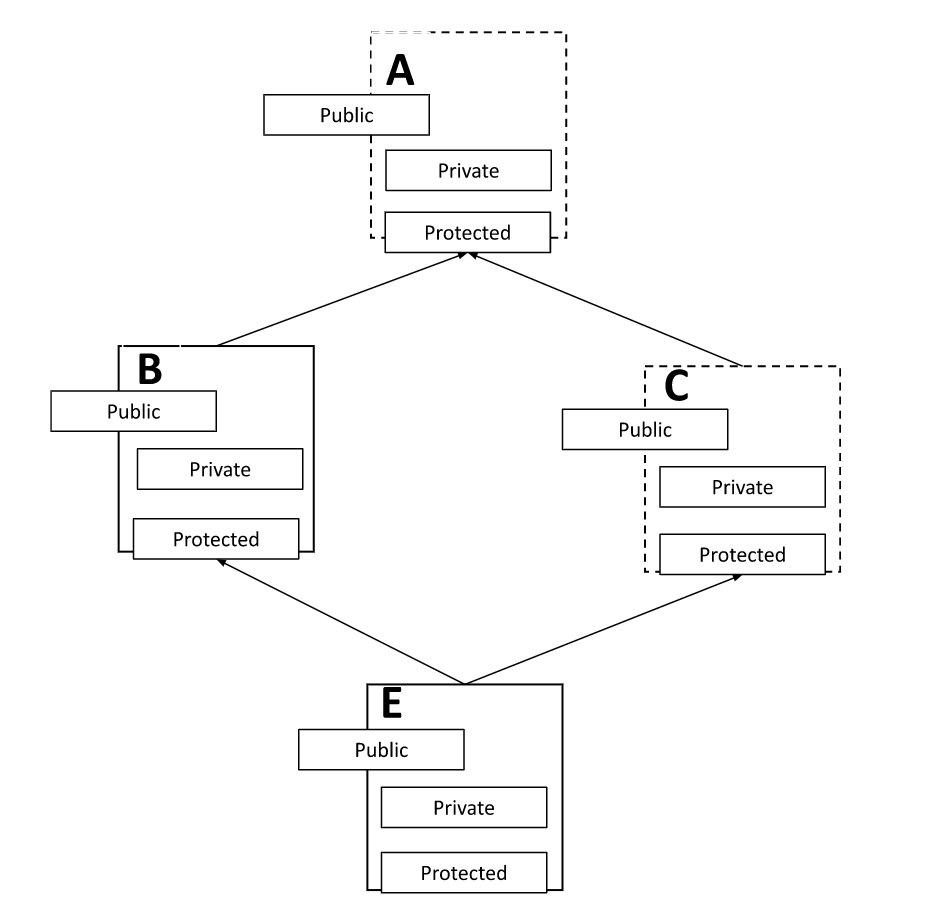 A
Public
Private
Protected
B
Public
Private
Protected
C
Public
Private
Protected
E
Public
Private
Protected